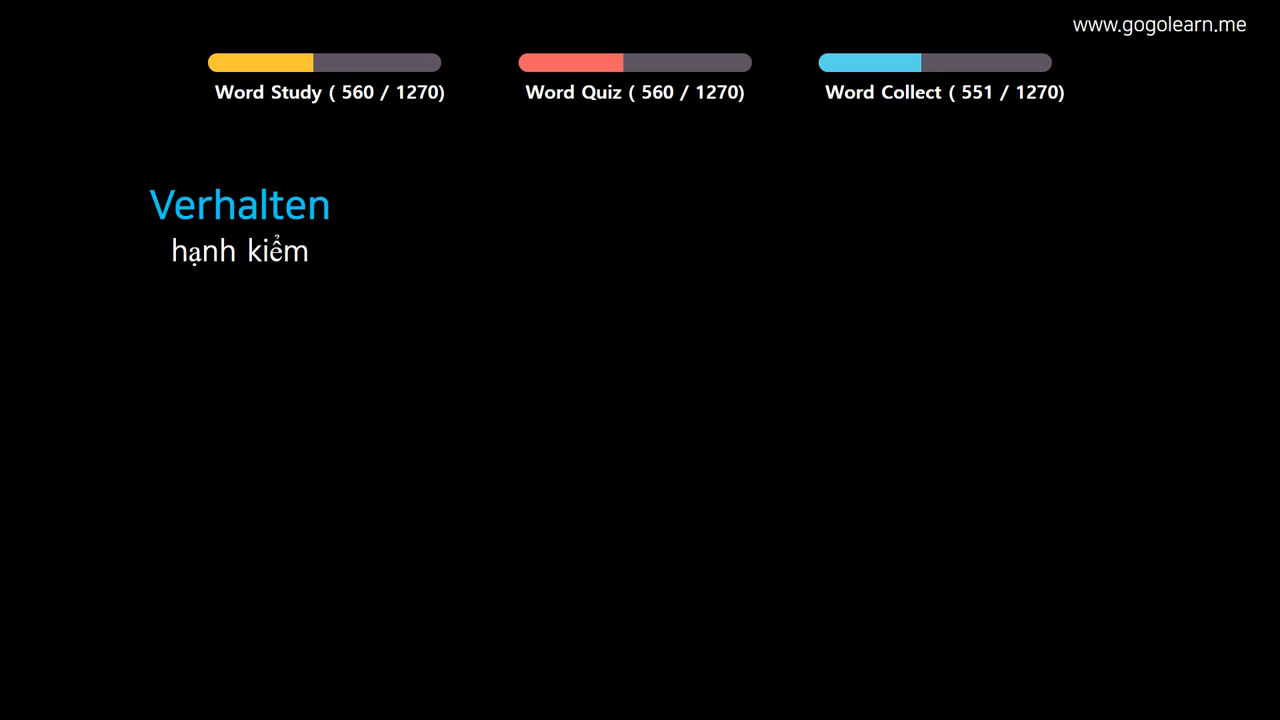 www.gogolearn.me
Word Study ( 560 / 1270)
Word Quiz ( 560 / 1270)
Word Collect ( 551 / 1270)
Verhalten
hạnh kiểm